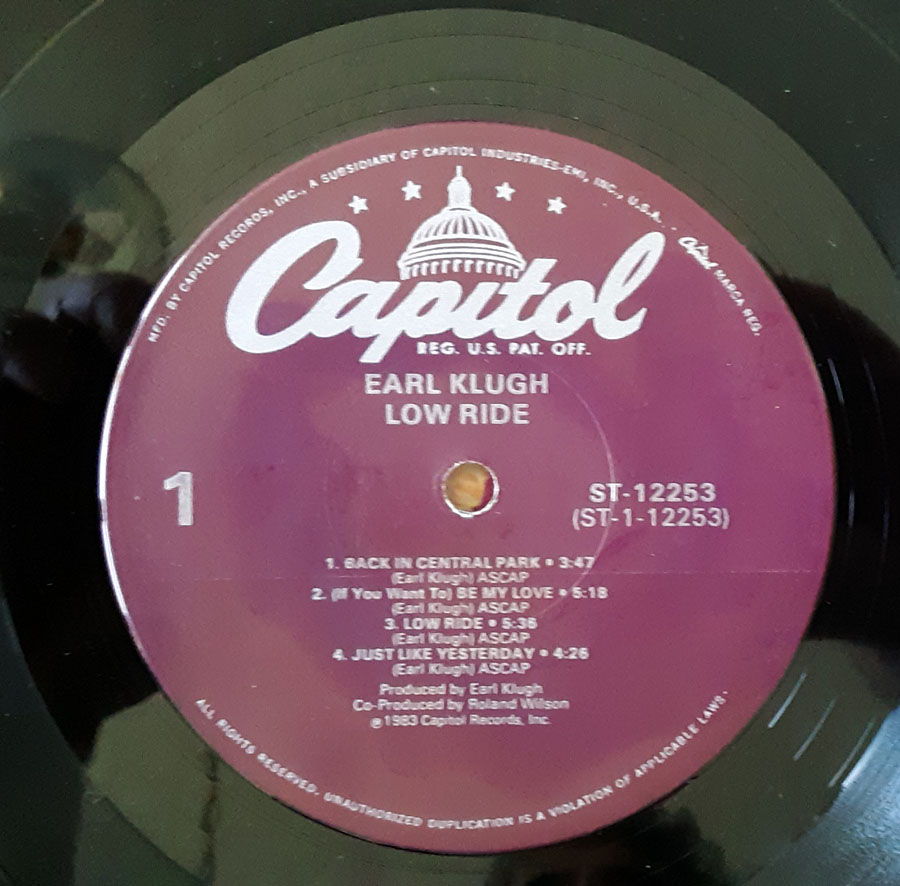 MFD. BY CAPITOL RECORDS, INC., A SUBSIDIARY OF CAPITOL INDUSTRIES-EMI, INC., U.S.A. . Capitol MARCA REG.
Capitol
REG. U.S. PAT. OFF.
EARL KLUGH
LOW RIDE
1
ST-12253
(ST-1-12253)
1. BACK IN CENTRAL PARK • 3:47
(Earl Klugh) ASCAP
2. (If You Want To) BE MY LOVE • 5:18
(Earl Klugh) ASCAP
3. LOW RIDE • 5:36
(Earl Klugh) ASCAP
4. JUST LIKE YESTERDAY • 4:26
(Earl Klugh) ASCAP
Produced by Earl Klugh
Co-Produced by Roland Wilson
℗ 1983 Capitol Records, Inc.
ALL RIGHTS RESERVED. UNAUTHORIZED DUPLICATION IS A VIOLATION OF APPLICABLE LAWS.